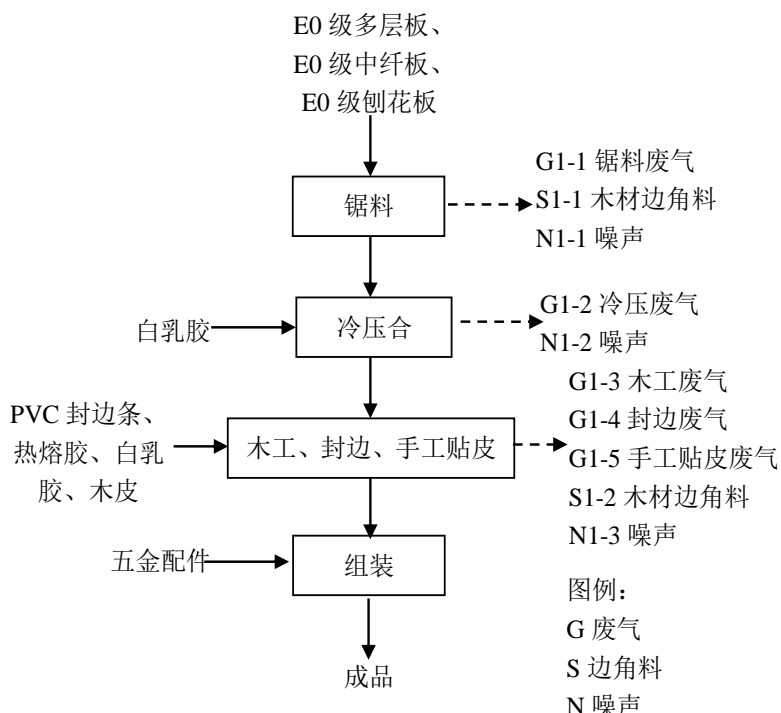 E0 级多层板、
E0 级中纤板、
E0 级刨花板
G1-1 锯料废气
锯料
S1-1 木材边角料
N1-1 噪声
白乳胶
冷压合
G1-2 冷压废气
N1-2 噪声
G1-3 木工废气
PVC 封边条、
热熔胶、白乳
胶、木皮
木工、封边、手工贴皮
G1-4 封边废气
G1-5 手工贴皮废气
S1-2 木材边角料
N1-3 噪声
五金配件
组装
成品
图例：
G 废气
S 边角料
N 噪声